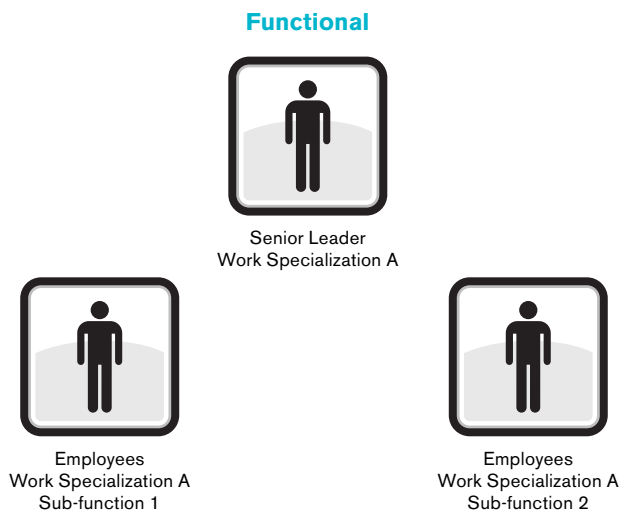 Functional
Senior Leader
Work Specialization A
Employees
Work Specialization A
Sub-function 1
Employees
Work Specialization A
Sub-function 2